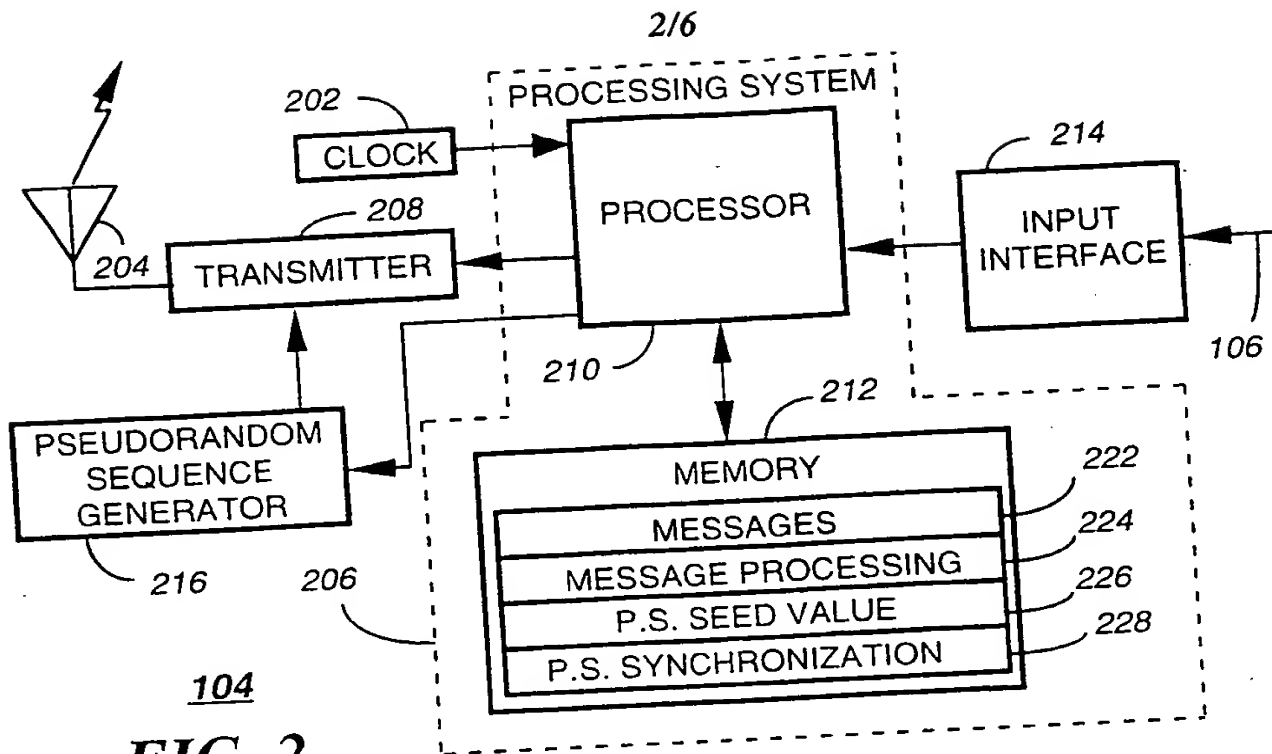 2/6
PROCESSING SYSTEM
202
CLOCK
PROCESSOR
214
INPUT
INTERFACE
208
204
TRANSMITTER
106
210
212
PSEUDORANDOM
SEQUENCE
GENERATOR
216
206
MEMORY
MESSAGES
222
MESSAGE PROCESSING
224
P.S. SEED VALUE
226
P.S. SYNCHRONIZATION
228
104
FIG. 2